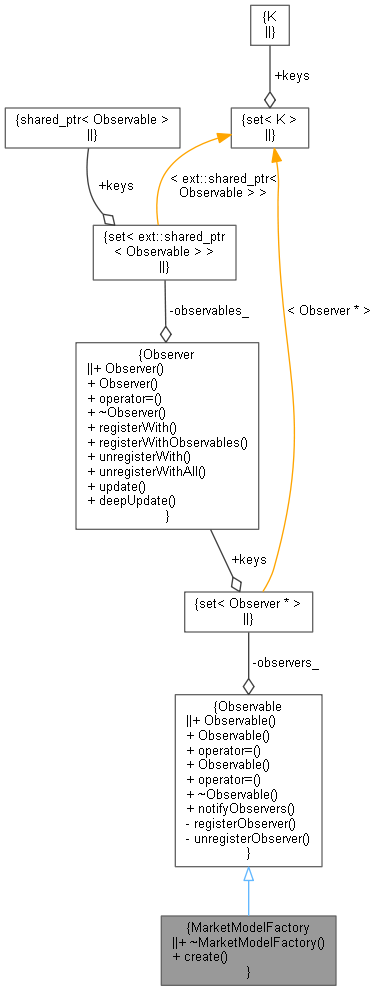 {K
||}
+keys
{shared_ptr< Observable >
||}
{set< K >
||}
+keys
< ext::shared_ptr<
Observable > >
{set< ext::shared_ptr
< Observable > >
||}
-observables_
< Observer * >
{Observer
||+ Observer()
+ Observer()
+ operator=()
+ ~Observer()
+ registerWith()
+ registerWithObservables()
+ unregisterWith()
+ unregisterWithAll()
+ update()
+ deepUpdate()
}
+keys
{set< Observer * >
||}
-observers_
{Observable
||+ Observable()
+ Observable()
+ operator=()
+ Observable()
+ operator=()
+ ~Observable()
+ notifyObservers()
- registerObserver()
- unregisterObserver()
}
{MarketModelFactory
||+ ~MarketModelFactory()
+ create()
}